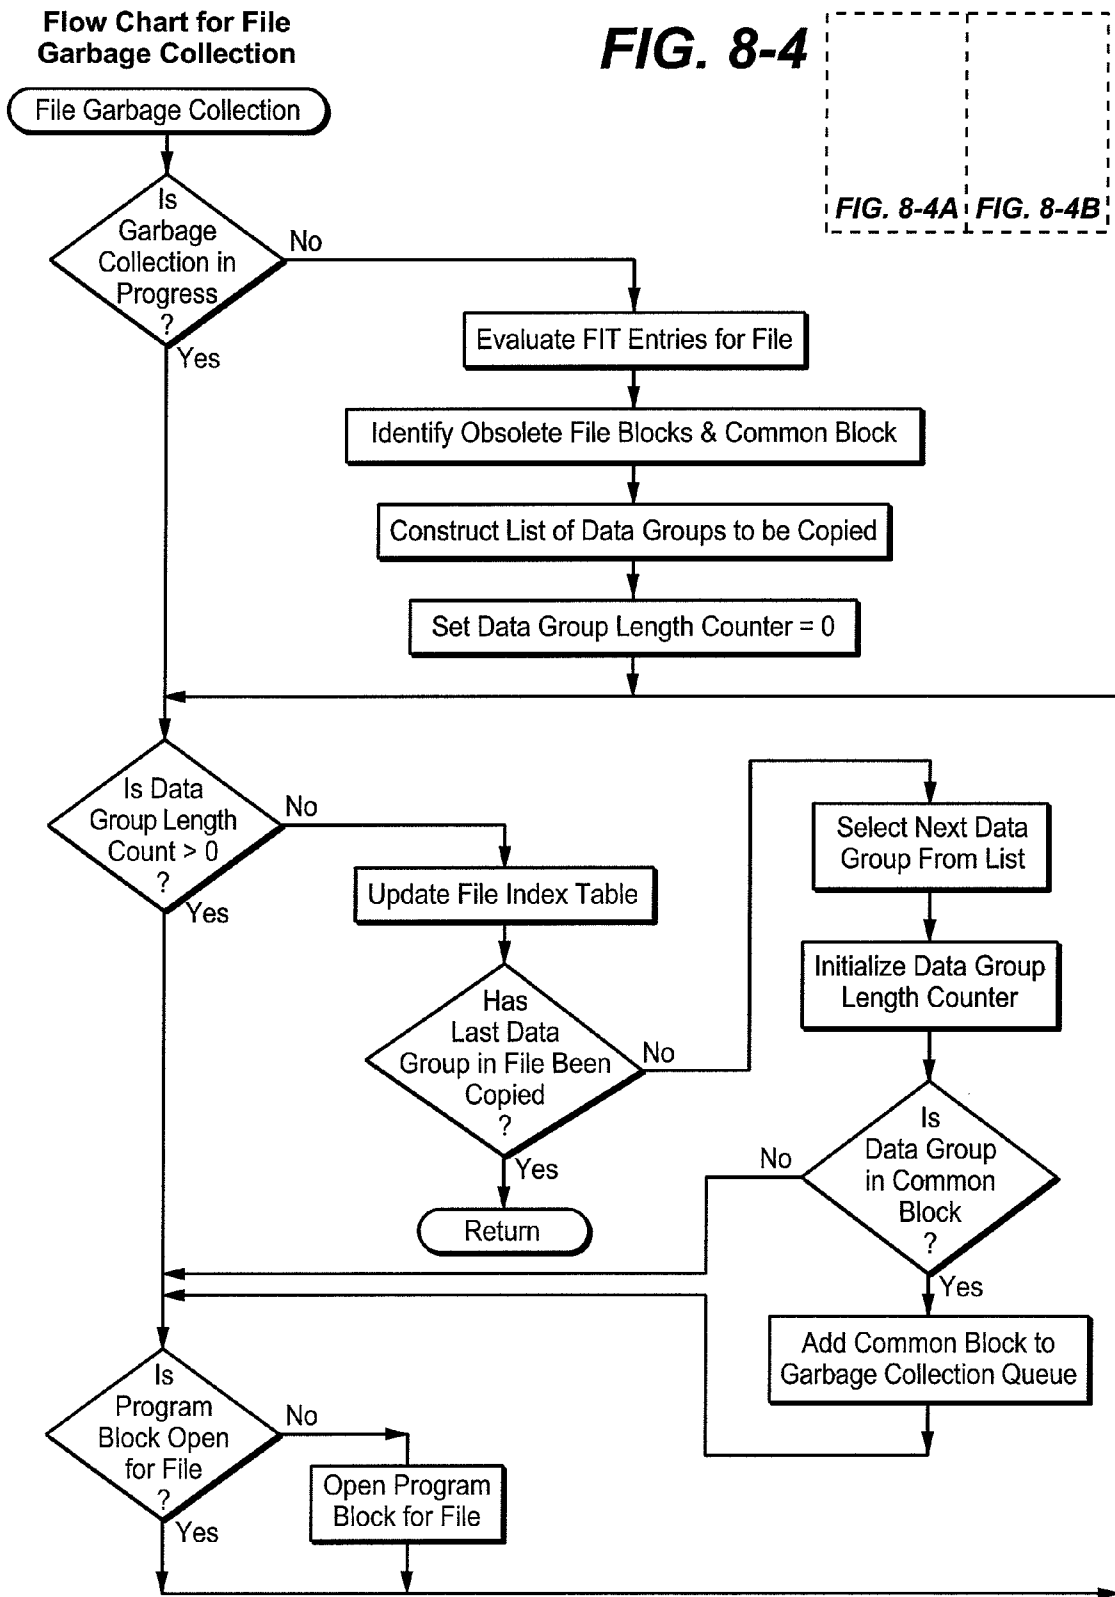 Flow Chart for File
Garbage Collection
FIG. 8-4
FIG. 8-4A
FIG. 8-4B
File Garbage Collection
Is
Garbage
Collection in
Progress
?
No
Yes
Evaluate FIT Entries for File
Identify Obsolete File Blocks & Common Block
Construct List of Data Groups to be Copied
Set Data Group Length Counter = 0
Is Data
Group Length
Count > 0
?
No
Yes
Update File Index Table
Has
Last Data
Group in File Been
Copied
?
No
Yes
Return
Select Next Data
Group From List
Initialize Data Group
Length Counter
Is
Data Group
in Common
Block
?
No
Yes
Add Common Block to
Garbage Collection Queue
Is
Program
Block Open
for File
?
No
Yes
Open Program
Block for File